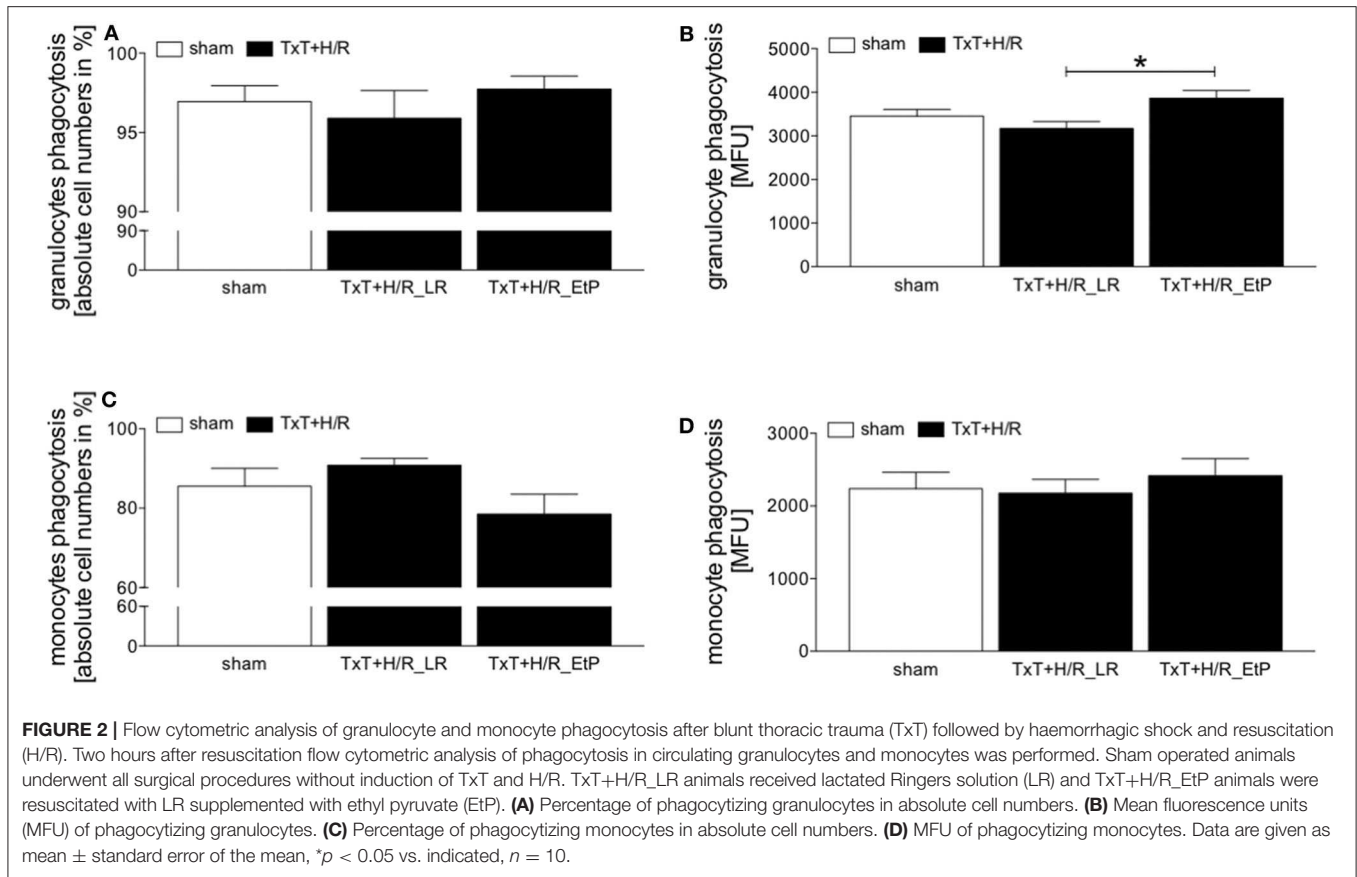 A
sham TxT+H/R
granulocytes phagocytosis
[absolute cell numbers in %]
100
95
90
90
0
sham TxT+H/R_LR TxT+H/R_EtP
B
sham TxT+H/R
granulocyte phagocytosis
[MFU]
5000
4000
3000
2000
1000
0
*
sham TxT+H/R_LR TxT+H/R_EtP
C
sham TxT+H/R
monocytes phagocytosis
[absolute cell numbers in %]
100
80
60
60
0
sham TxT+H/R_LR TxT+H/R_EtP
D
sham TxT+H/R
monocyte phagocytosis
[MFU]
3000
2000
1000
0
sham TxT+H/R_LR TxT+H/R_EtP
FIGURE 2 | Flow cytometric analysis of granulocyte and monocyte phagocytosis after blunt thoracic trauma (TxT) followed by haemorrhagic shock and resuscitation
(H/R). Two hours after resuscitation flow cytometric analysis of phagocytosis in circulating granulocytes and monocytes was performed. Sham operated animals
underwent all surgical procedures without induction of TxT and H/R. TxT+H/R_LR animals received lactated Ringers solution (LR) and TxT+H/R_EtP animals were
resuscitated with LR supplemented with ethyl pyruvate (EtP). (A) Percentage of phagocytizing granulocytes in absolute cell numbers. (B) Mean fluorescence units
(MFU) of phagocytizing granulocytes. (C) Percentage of phagocytizing monocytes in absolute cell numbers. (D) MFU of phagocytizing monocytes. Data are given as
mean ± standard error of the mean, *p < 0.05 vs. indicated, n = 10.